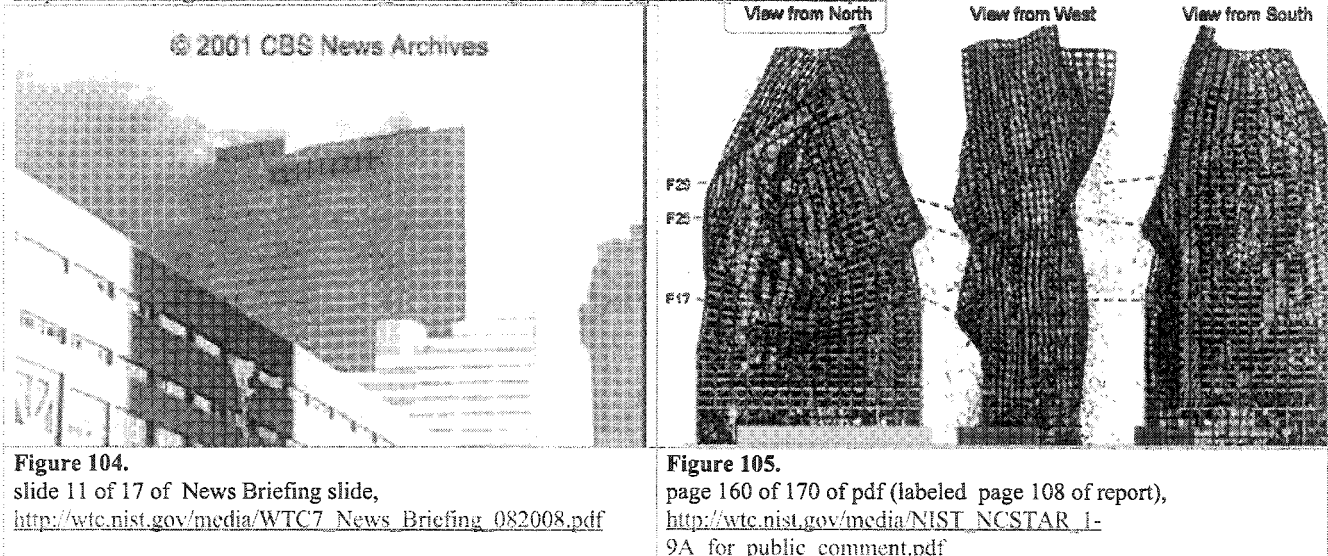 © 2001 CBS News Archives
Figure 104.
slide 11 of 17 of News Briefing slide,
http://wtc.nist.gov/media/WTC7_News_Briefing_082008.pdf
View from North View from West View from South
F29
F25
F17
Figure 105.
page 160 of 170 of pdf (labeled page 108 of report),
http://wtc.nist.gov/media/NIST_NCSTAR_1-
9A_for_public_comment.pdf